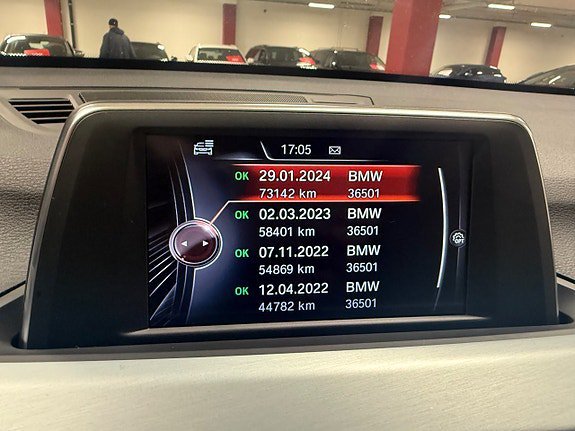 17:05
OK 29.01.2024 BMW
73142 km 36501
OK 02.03.2023 BMW
58401 km 36501
OK 07.11.2022 BMW
54869 km 36501
OK 12.04.2022 BMW
44782 km 36501
OPT